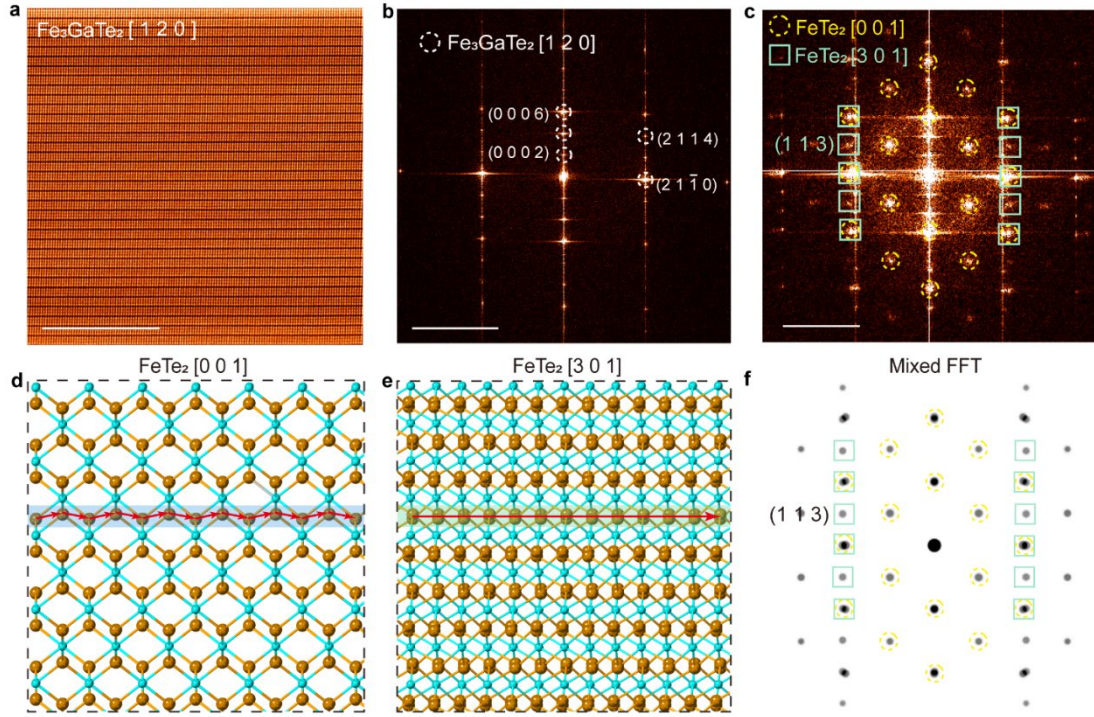 a
Fe₃GaTe₂ [1 2 0]
b
Fe₃GaTe₂ [1 2 0]
(0 0 0 6)
(0 0 0 2)
(2 1 1 4)
(2 1 1̄ 0)
c
FeTe₂ [0 0 1]
FeTe₂ [3 0 1]
(1 1 3)
d
FeTe₂ [0 0 1]
e
FeTe₂ [3 0 1]
f
Mixed FFT
(1 1 3)